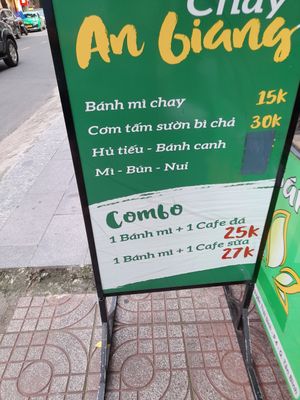 Chay
An Giang
Bánh mì chay 15k
Cơm tấm sườn bì chả 30k
Hủ tiếu - Bánh canh
Mì - Bún - Nui
Combo
1 Bánh mì + 1 Cafe đá
25k
1 Bánh mì + 1 Cafe sữa
27k